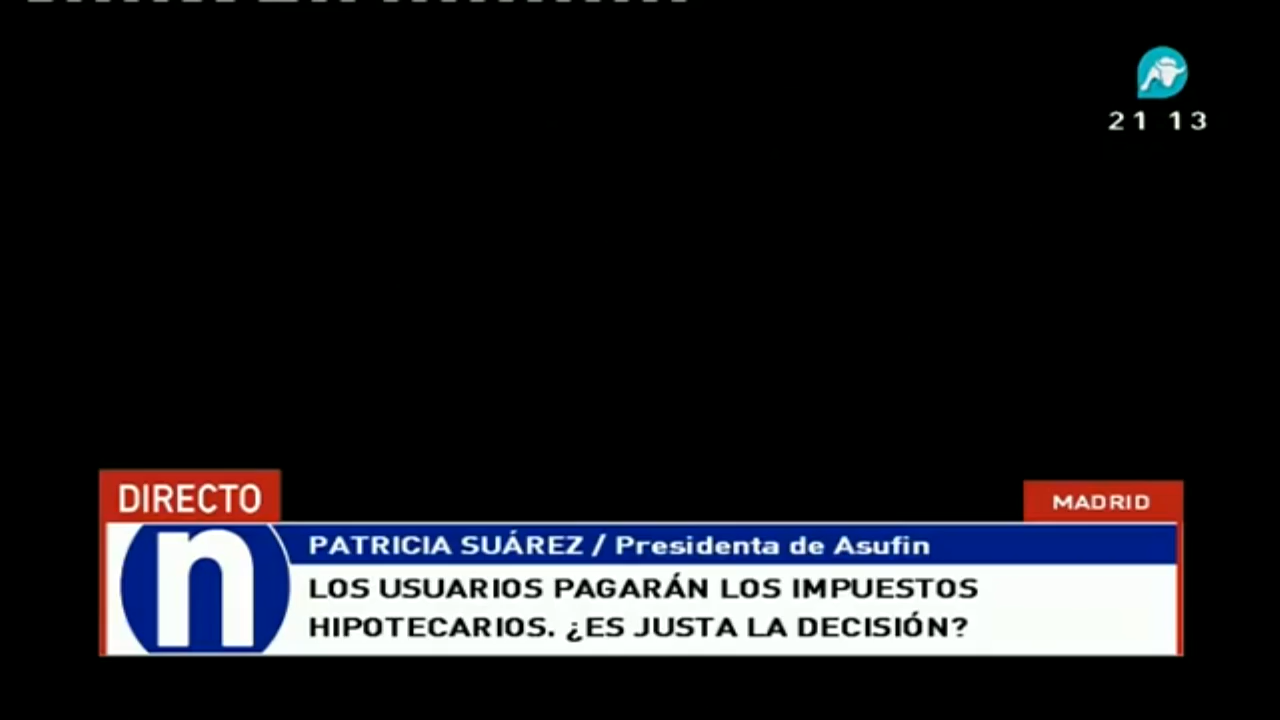 21 13
DIRECTO
MADRID
n
PATRICIA SUÁREZ / Presidenta de Asufin
LOS USUARIOS PAGARÁN LOS IMPUESTOS
HIPOTECARIOS. ¿ES JUSTA LA DECISIÓN?